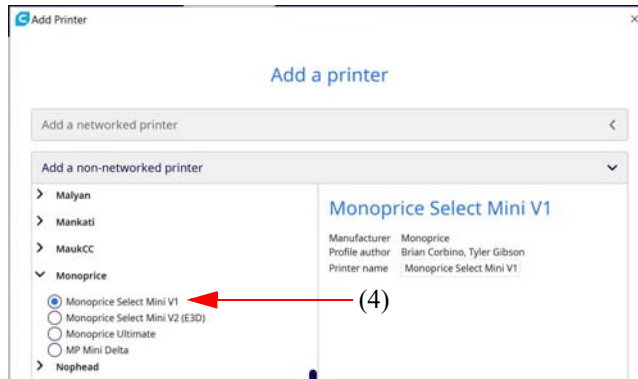 Add Printer
Add a printer
Add a networked printer
Add a non-networked printer
Malyan
Mankati
MaukCC
Monoprice
Monoprice Select Mini V1
Monoprice Select Mini V2 (E3D)
Monoprice Ultimate
MP Mini Delta
Nophead
(4)
Monoprice Select Mini V1
Manufacturer Monoprice
Profile author Brian Corbino, Tyler Gibson
Printer name Monoprice Select Mini V1